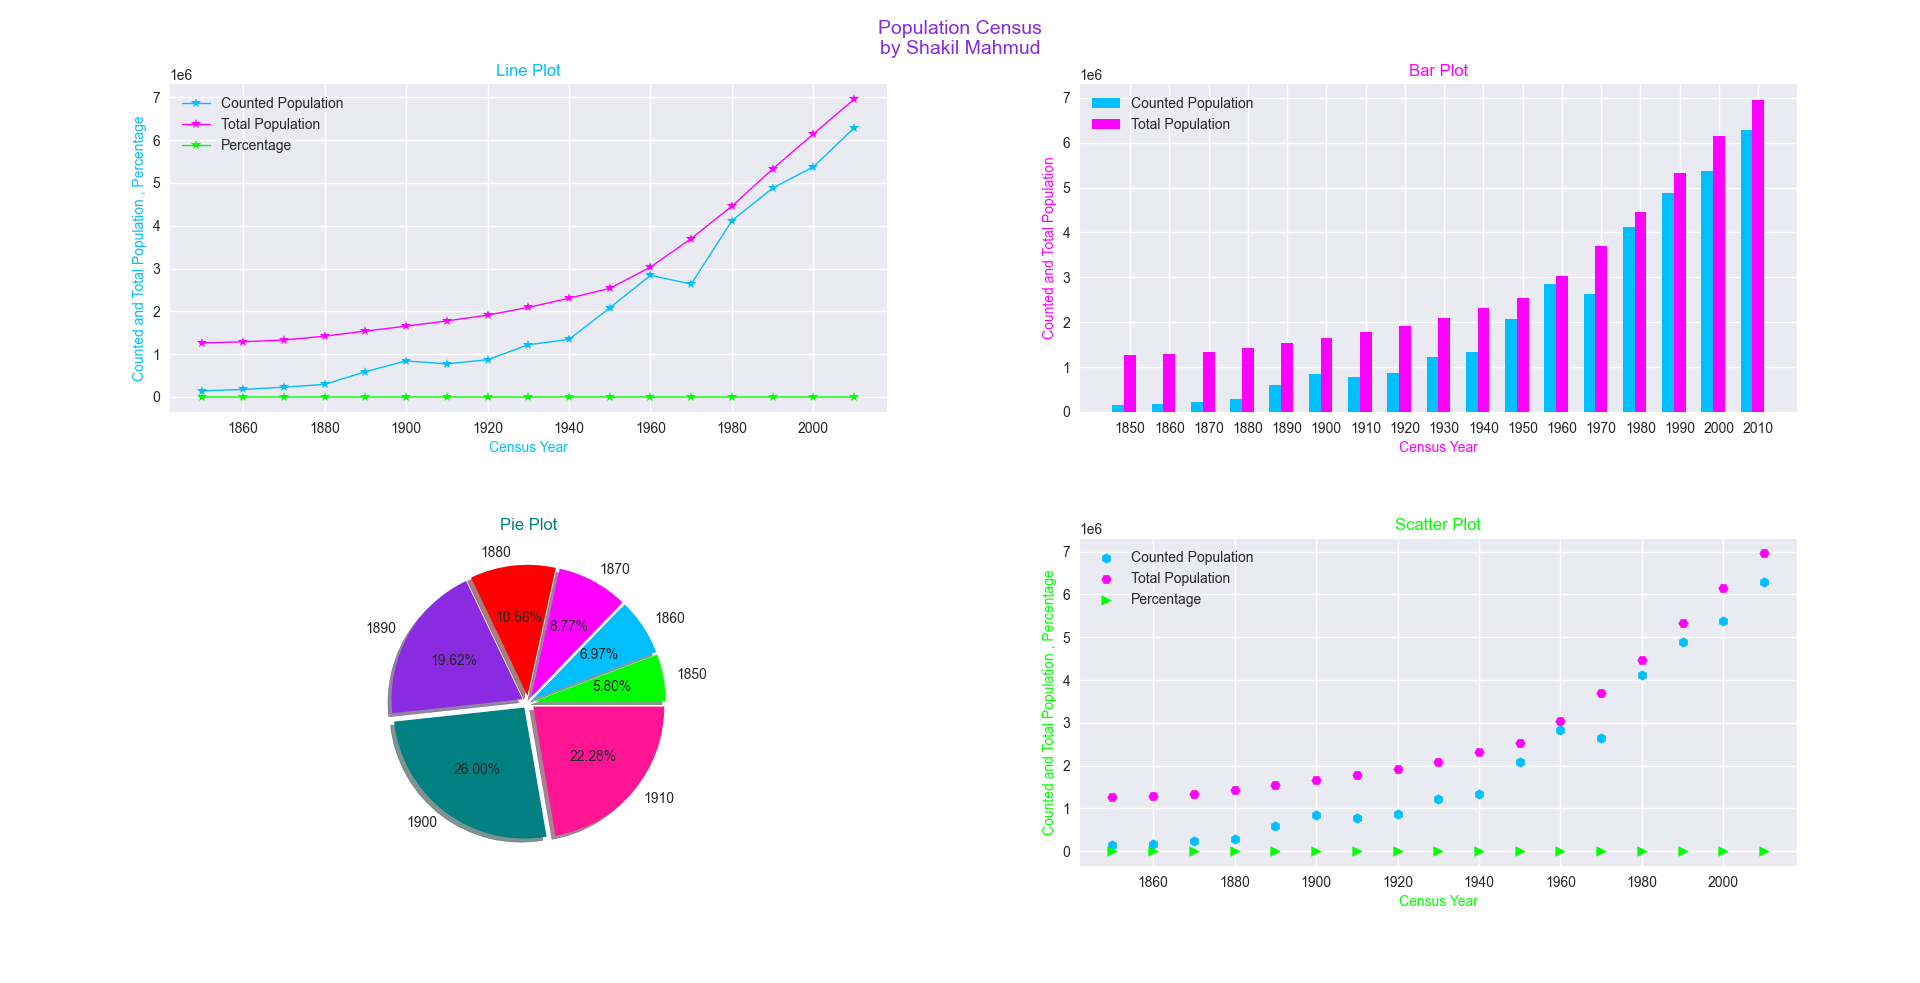 Population Census
by Shakil Mahmud
Line Plot
1e6
Counted Population
Total Population
Percentage
7
6
5
4
3
2
1
0
Counted and Total Population , Percentage
1860 1880 1900 1920 1940 1960 1980 2000
Census Year
Bar Plot
1e6
Counted Population
Total Population
7
6
5
4
3
2
1
0
Counted and Total Population
1850 1860 1870 1880 1890 1900 1910 1920 1930 1940 1950 1960 1970 1980 1990 2000 2010
Census Year
Pie Plot
1880
10.56%
1870
8.77%
1860
6.97%
1850
5.80%
1890
19.62%
1900
26.00%
1910
22.28%
Scatter Plot
1e6
Counted Population
Total Population
Percentage
7
6
5
4
3
2
1
0
Counted and Total Population , Percentage
1860 1880 1900 1920 1940 1960 1980 2000
Census Year